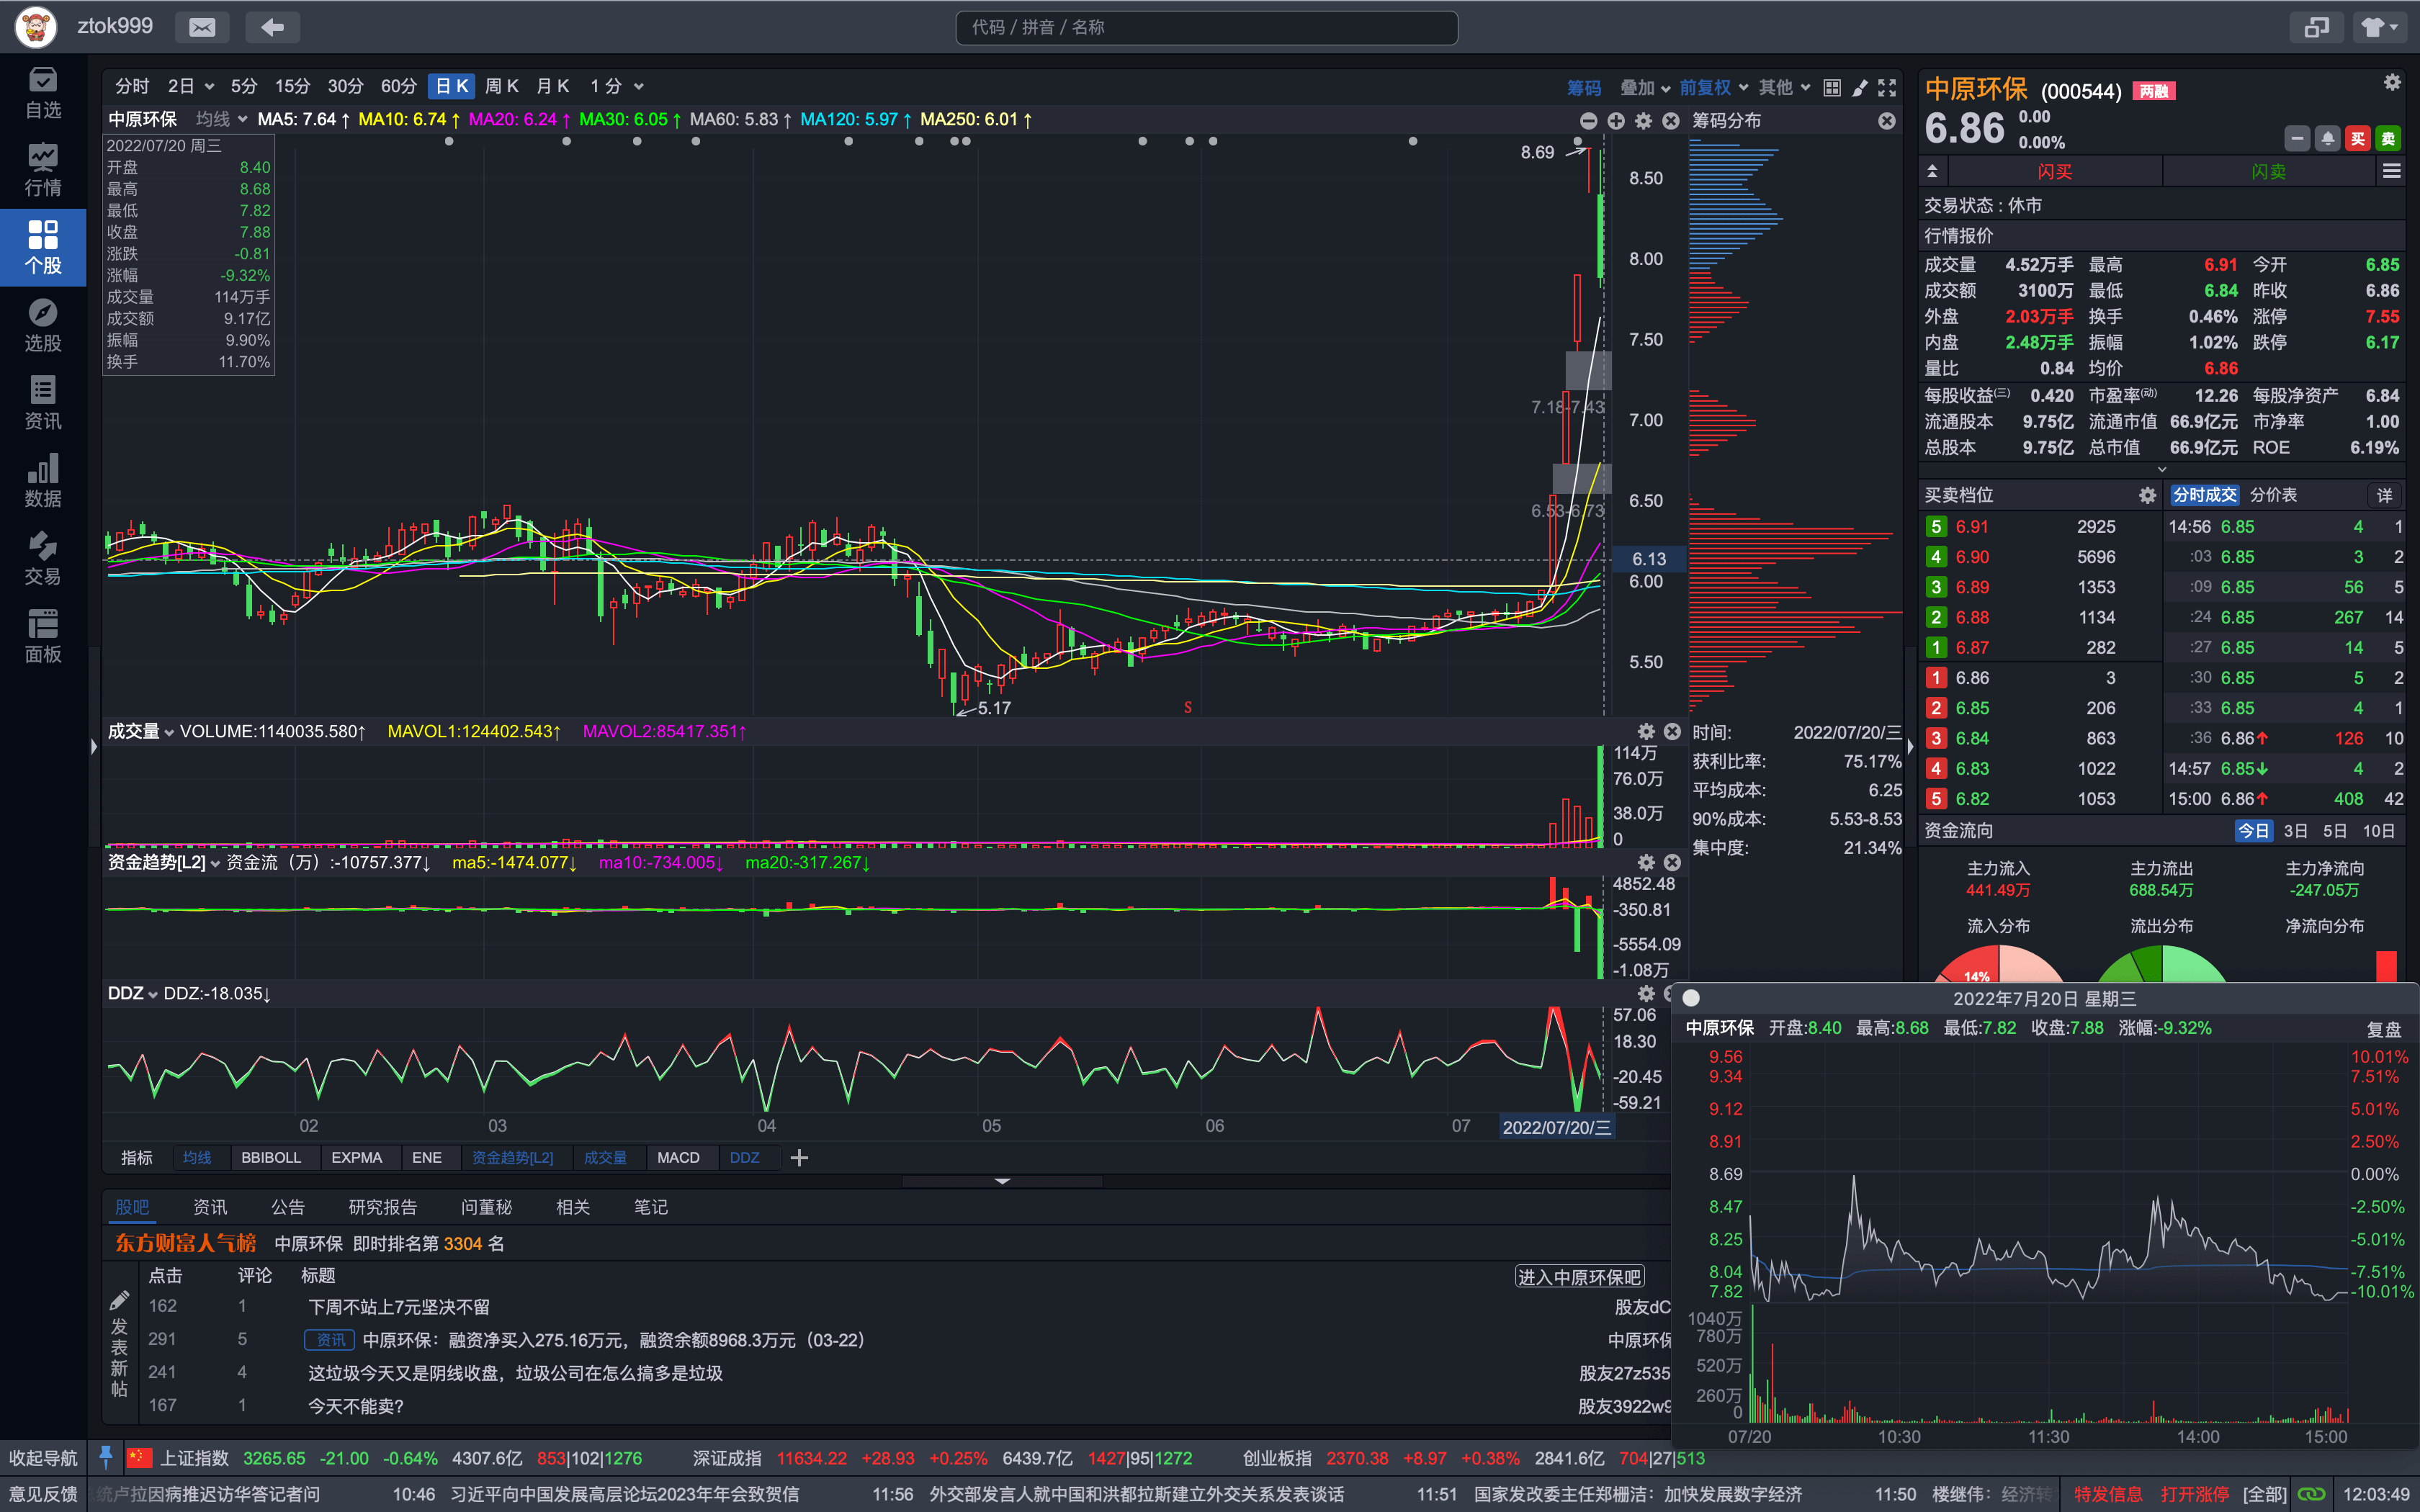 ztok999
代码 / 拼音 / 名称
自选
行情
个股
选股
资讯
数据
交易
面板
分时 2日 5分 15分 30分 60分 日K 周K 月K 1分
筹码 叠加 前复权 其他
中原环保 均线 MA5: 7.64↑ MA10: 6.74↑ MA20: 6.24↑ MA30: 6.05↑ MA60: 5.83↑ MA120: 5.97↑ MA250: 6.01↑
筹码分布
2022/07/20 周三
开盘 8.40
最高 8.68
最低 7.82
收盘 7.88
涨跌 -0.81
涨幅 -9.32%
成交量 114万手
成交额 9.17亿
振幅 9.90%
换手 11.70%
8.69
8.50
8.00
7.50
7.18-7.43
7.00
6.50
6.53-6.73
6.13
6.00
5.50
5.17
S
成交量 VOLUME:1140035.580↑ MAVOL1:124402.543↑ MAVOL2:85417.351↑
114万
76.0万
38.0万
0
资金趋势[L2] 资金流（万）:-10757.377↓ ma5:-1474.077↓ ma10:-734.005↓ ma20:-317.267↓
4852.48
-350.81
-5554.09
-1.08万
DDZ DDZ:-18.035↓
57.06
18.30
-20.45
-59.21
02 03 04 05 06 07 2022/07/20/三
时间: 2022/07/20/三
获利比率: 75.17%
平均成本: 6.25
90%成本: 5.53-8.53
集中度: 21.34%
指标 均线 BBIBOLL EXPMA ENE 资金趋势[L2] 成交量 MACD DDZ
股吧 资讯 公告 研究报告 问董秘 相关 笔记
东方财富人气榜 中原环保 即时排名第 3304 名
点击 评论 标题
进入中原环保吧
发表新帖
162 1 下周不站上7元坚决不留 股友dC
291 5 资讯 中原环保：融资净买入275.16万元，融资余额8968.3万元（03-22） 中原环保
241 4 这垃圾今天又是阴线收盘，垃圾公司在怎么搞多是垃圾 股友27z535
167 1 今天不能卖? 股友3922w9
中原环保 (000544) 两融
6.86 0.00
0.00%
买 卖
闪买 闪卖
交易状态 : 休市
行情报价
成交量 4.52万手 最高 6.91 今开 6.85
成交额 3100万 最低 6.84 昨收 6.86
外盘 2.03万手 换手 0.46% 涨停 7.55
内盘 2.48万手 振幅 1.02% 跌停 6.17
量比 0.84 均价 6.86
每股收益(三) 0.420 市盈率(动) 12.26 每股净资产 6.84
流通股本 9.75亿 流通市值 66.9亿元 市净率 1.00
总股本 9.75亿 总市值 66.9亿元 ROE 6.19%
买卖档位
分时成交 分价表 详
5 6.91 2925
4 6.90 5696
3 6.89 1353
2 6.88 1134
1 6.87 282
1 6.86 3
2 6.85 206
3 6.84 863
4 6.83 1022
5 6.82 1053
14:56 6.85 4 1
:03 6.85 3 2
:09 6.85 56 5
:24 6.85 267 14
:27 6.85 14 5
:30 6.85 5 2
:33 6.85 4 1
:36 6.86↑ 126 10
14:57 6.85↓ 4 2
15:00 6.86↑ 408 42
资金流向 今日 3日 5日 10日
主力流入 主力流出 主力净流向
441.49万 688.54万 -247.05万
流入分布 流出分布 净流向分布
14%
2022年7月20日 星期三
中原环保 开盘:8.40 最高:8.68 最低:7.82 收盘:7.88 涨幅:-9.32% 复盘
9.56 10.01%
9.34 7.51%
9.12 5.01%
8.91 2.50%
8.69 0.00%
8.47 -2.50%
8.25 -5.01%
8.04 -7.51%
7.82 -10.01%
1040万
780万
520万
260万
0
07/20 10:30 11:30 14:00 15:00
收起导航 上证指数 3265.65 -21.00 -0.64% 4307.6亿 853|102|1276 深证成指 11634.22 +28.93 +0.25% 6439.7亿 1427|95|1272 创业板指 2370.38 +8.97 +0.38% 2841.6亿 704|27|513
意见反馈 统卢拉因病推迟访华答记者问 10:46 习近平向中国发展高层论坛2023年年会致贺信 11:56 外交部发言人就中国和洪都拉斯建立外交关系发表谈话 11:51 国家发改委主任郑栅洁：加快发展数字经济 11:50 楼继伟：经济转 特发信息 打开涨停 [全部] 12:03:49